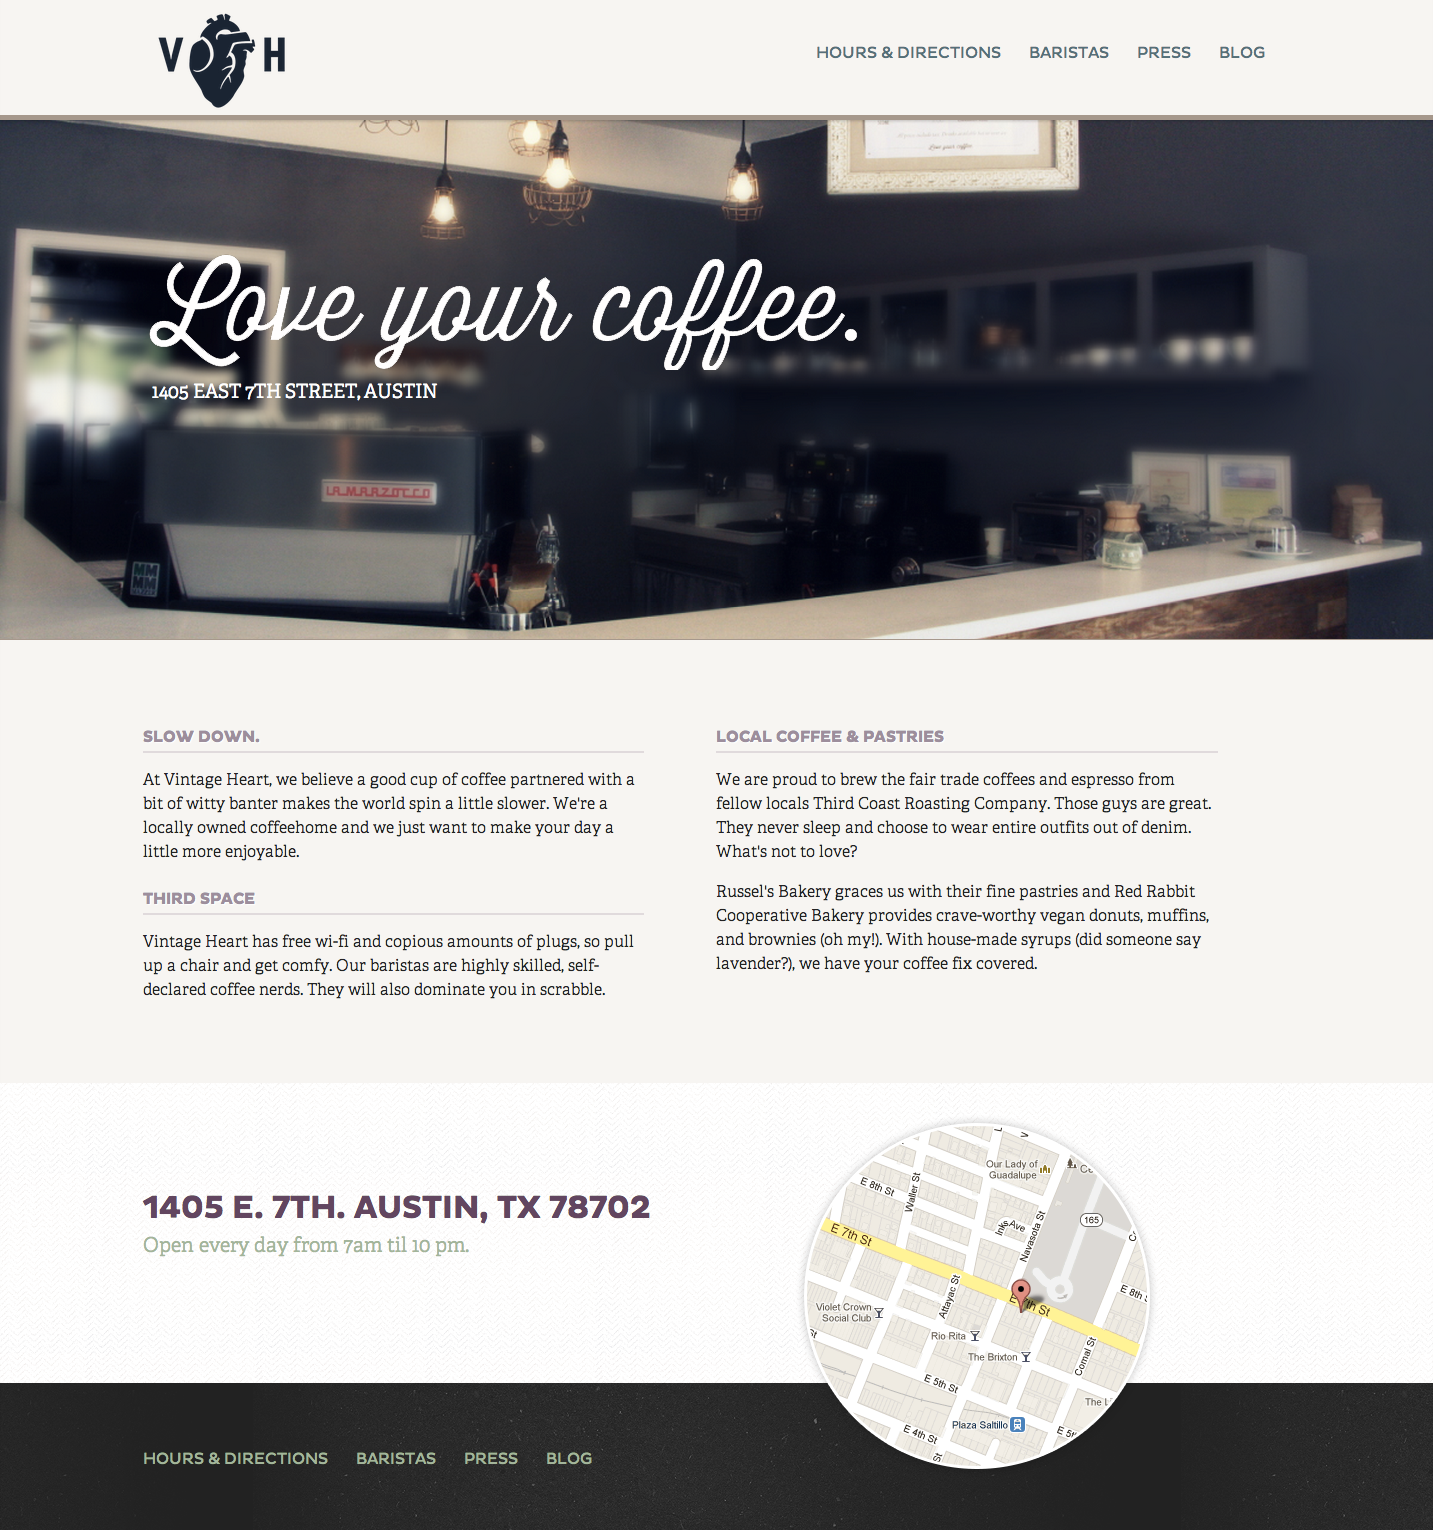 V H
HOURS & DIRECTIONS BARISTAS PRESS BLOG
Love your coffee
Love your coffee.
1405 EAST 7TH STREET, AUSTIN
LA MARZOCCO
SLOW DOWN.
At Vintage Heart, we believe a good cup of coffee partnered with a
bit of witty banter makes the world spin a little slower. We're a
locally owned coffeehome and we just want to make your day a
little more enjoyable.
THIRD SPACE
Vintage Heart has free wi-fi and copious amounts of plugs, so pull
up a chair and get comfy. Our baristas are highly skilled, self-
declared coffee nerds. They will also dominate you in scrabble.
LOCAL COFFEE & PASTRIES
We are proud to brew the fair trade coffees and espresso from
fellow locals Third Coast Roasting Company. Those guys are great.
They never sleep and choose to wear entire outfits out of denim.
What's not to love?
Russel's Bakery graces us with their fine pastries and Red Rabbit
Cooperative Bakery provides crave-worthy vegan donuts, muffins,
and brownies (oh my!). With house-made syrups (did someone say
lavender?), we have your coffee fix covered.
1405 E. 7TH. AUSTIN, TX 78702
Open every day from 7am til 10 pm.
Our Lady of
Guadalupe
E 8th St
Waller St
Inks Ave
Navasota St
165
E 7th St
E 8th
Attayac St
E 7th St
Violet Crown
Social Club
Rio Rita
The Brixton
Comal St
E 5th St
The
Plaza Saltillo
E 4th St
St
HOURS & DIRECTIONS BARISTAS PRESS BLOG